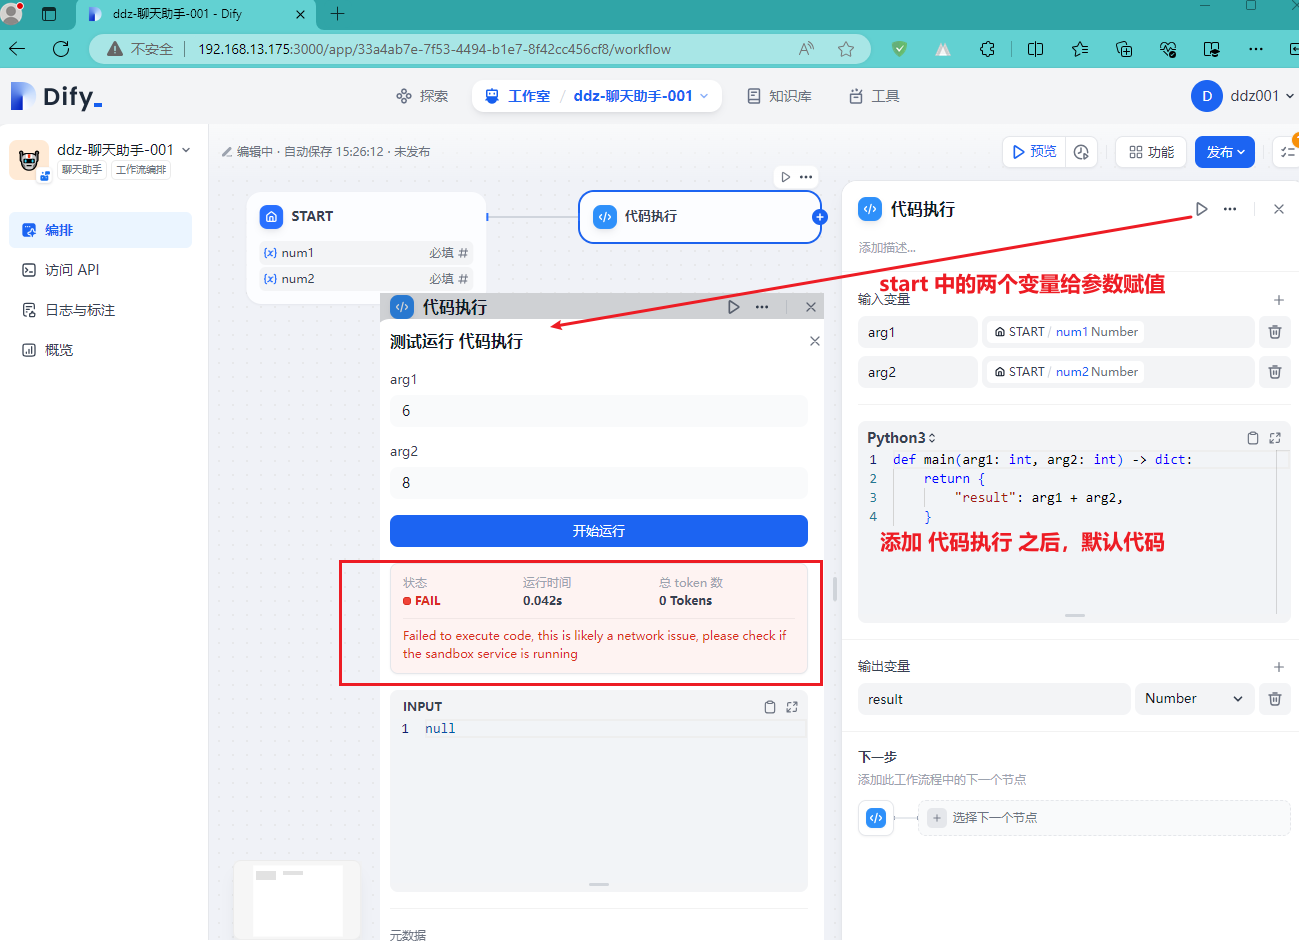 ddz-聊天助手-001 - Dify
不安全
192.168.13.175:3000/app/33a4ab7e-7f53-4494-b1e7-8f42cc456cf8/workflow
Dify_
探索
工作室 / ddz-聊天助手-001
知识库
工具
D
ddz001
ddz-聊天助手-001
聊天助手
工作流编排
编排
访问 API
日志与标注
概览
编辑中 · 自动保存 15:26:12 · 未发布
预览
功能
发布
START
{x} num1 必填 #
{x} num2 必填 #
代码执行
代码执行
测试运行 代码执行
arg1
6
arg2
8
开始运行
状态 运行时间 总 token 数
FAIL 0.042s 0 Tokens
Failed to execute code, this is likely a network issue, please check if
the sandbox service is running
INPUT
1 null
元数据
代码执行
添加描述...
start 中的两个变量给参数赋值
输入变量
arg1 START / num1 Number
arg2 START / num2 Number
Python3
1 def main(arg1: int, arg2: int) -> dict:
2 return {
3 "result": arg1 + arg2,
4 }
添加 代码执行 之后，默认代码
输出变量
result Number
下一步
添加此工作流程中的下一个节点
选择下一个节点